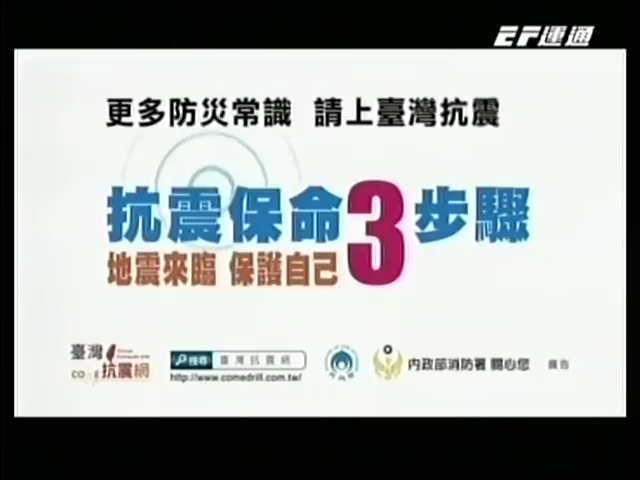 運通
更多防災常識 請上臺灣抗震
抗震保命3步驟
地震來臨 保護自己
臺灣
抗震網
搜尋 臺灣抗震網
http://www.comedrill.com.tw/
內政部消防署 關心您 廣告